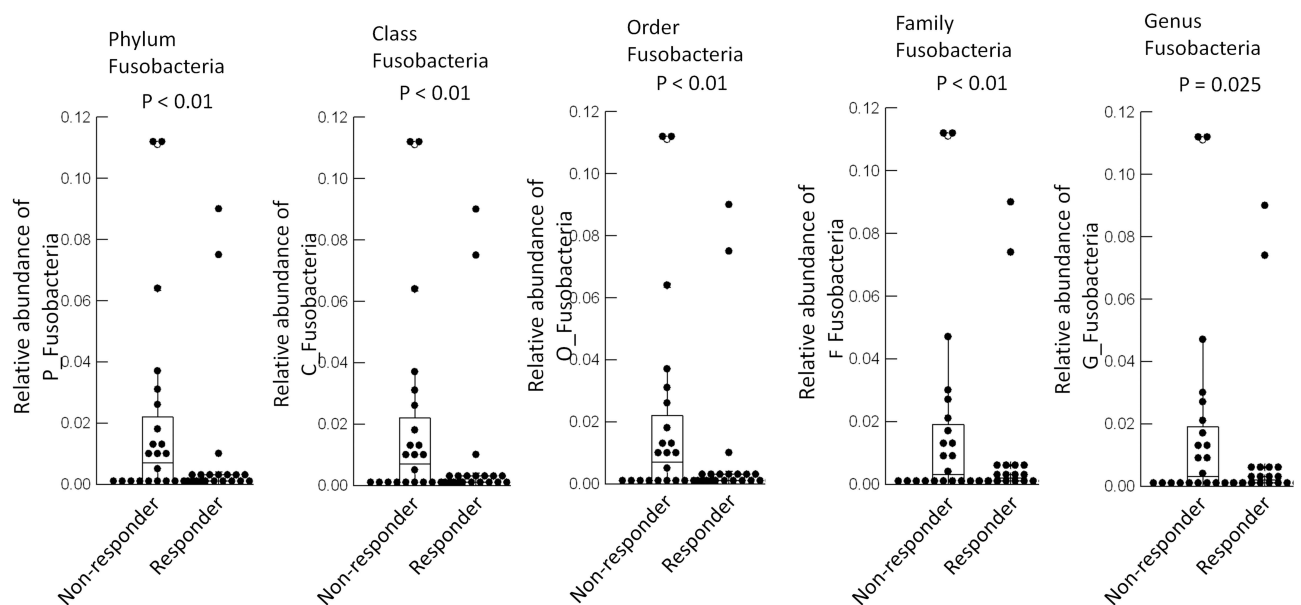 Phylum
Fusobacteria
P < 0.01
0.12
0.10
0.08
0.06
0.04
0.02
0.00
Relative abundance of
P_Fusobacteria
Non-responder
Responder
Class
Fusobacteria
P < 0.01
0.12
0.10
0.08
0.06
0.04
0.02
0.00
Relative abundance of
C_Fusobacteria
Non-responder
Responder
Order
Fusobacteria
P < 0.01
0.12
0.10
0.08
0.06
0.04
0.02
0.00
Relative abundance of
O_Fusobacteria
Non-responder
Responder
Family
Fusobacteria
P < 0.01
0.12
0.10
0.08
0.06
0.04
0.02
0.00
Relative abundance of
F Fusobacteria
Non-responder
Responder
Genus
Fusobacteria
P = 0.025
0.12
0.10
0.08
0.06
0.04
0.02
0.00
Relative abundance of
G_Fusobacteria
Non-responder
Responder